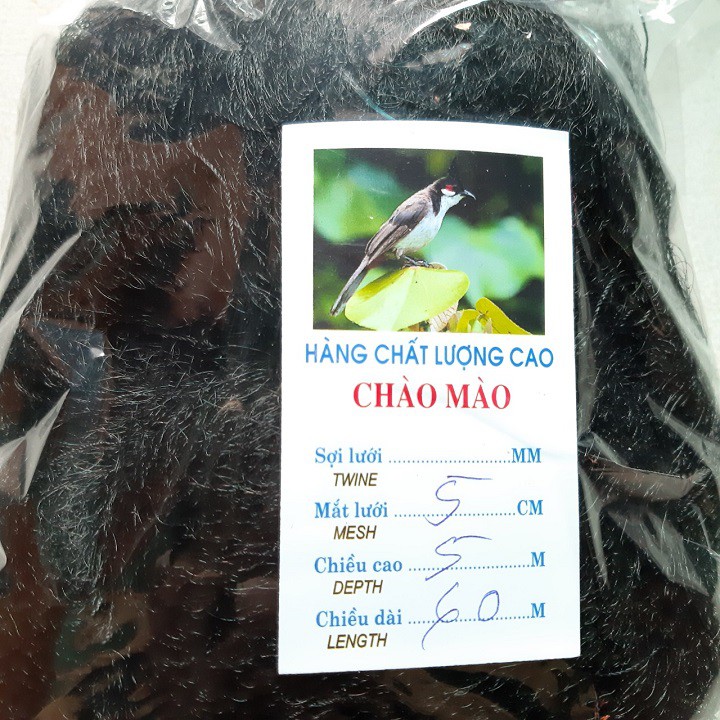 HÀNG CHẤT LƯỢNG CAO
CHÀO MÀO
Sợi lưới ............................MM
TWINE
Mắt lưới ......5......CM
MESH
Chiều cao ......5......M
DEPTH
Chiều dài ......60......M
LENGTH